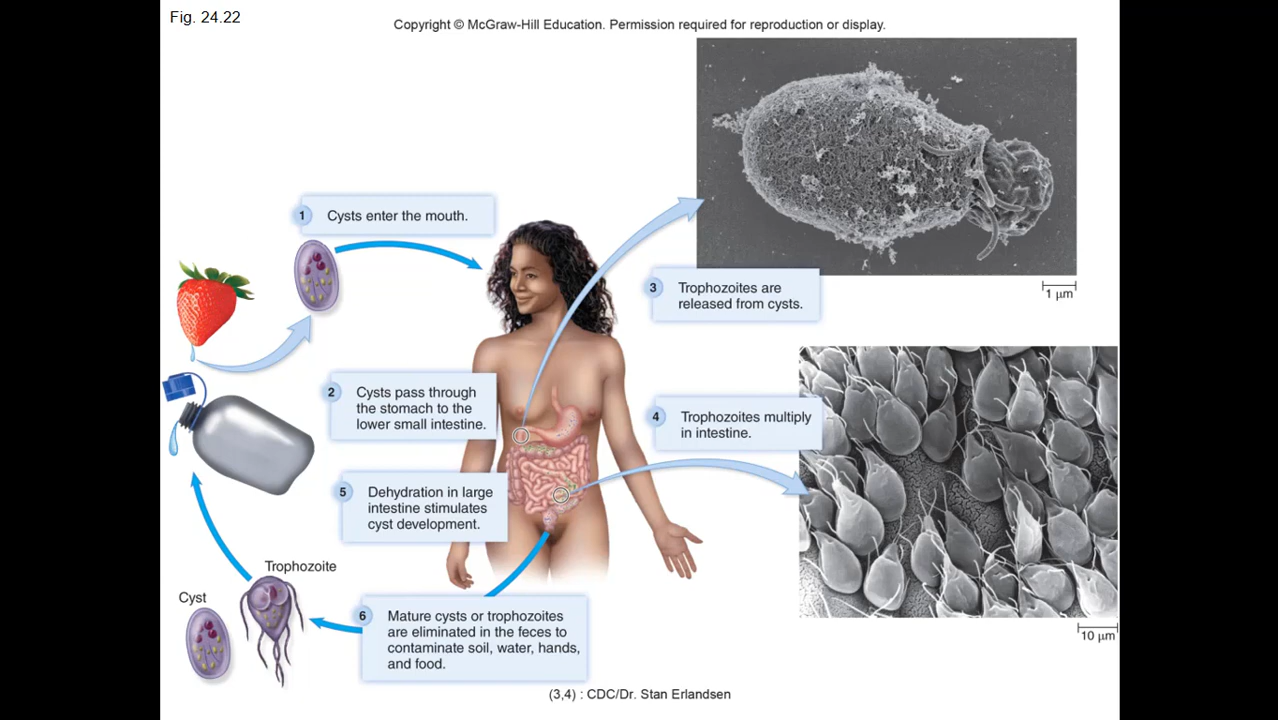 Fig. 24.22
Copyright © McGraw-Hill Education. Permission required for reproduction or display.
1 Cysts enter the mouth.
2 Cysts pass through
the stomach to the
lower small intestine.
3 Trophozoites are
released from cysts.
1 µm
4 Trophozoites multiply
in intestine.
10 µm
5 Dehydration in large
intestine stimulates
cyst development.
6 Mature cysts or trophozoites
are eliminated in the feces to
contaminate soil, water, hands,
and food.
Trophozoite
Cyst
(3,4) : CDC/Dr. Stan Erlandsen